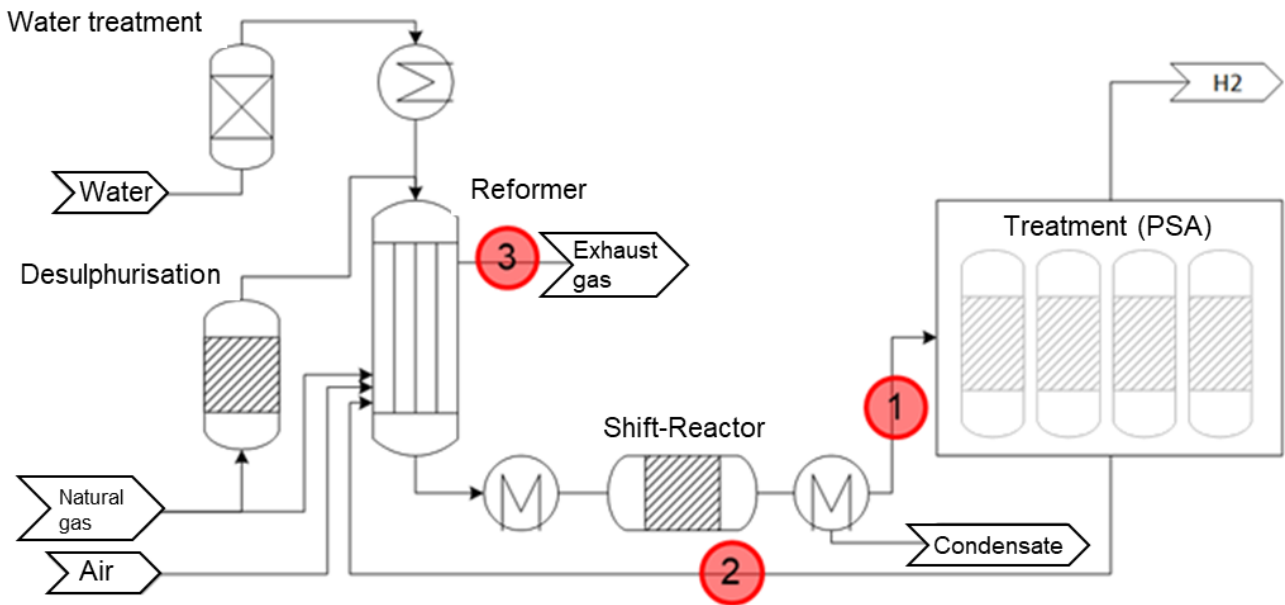 Water treatment
H2
Water
Reformer
Treatment (PSA)
3
Exhaust
gas
Desulphurisation
1
Shift-Reactor
Natural
gas
Condensate
Air
2